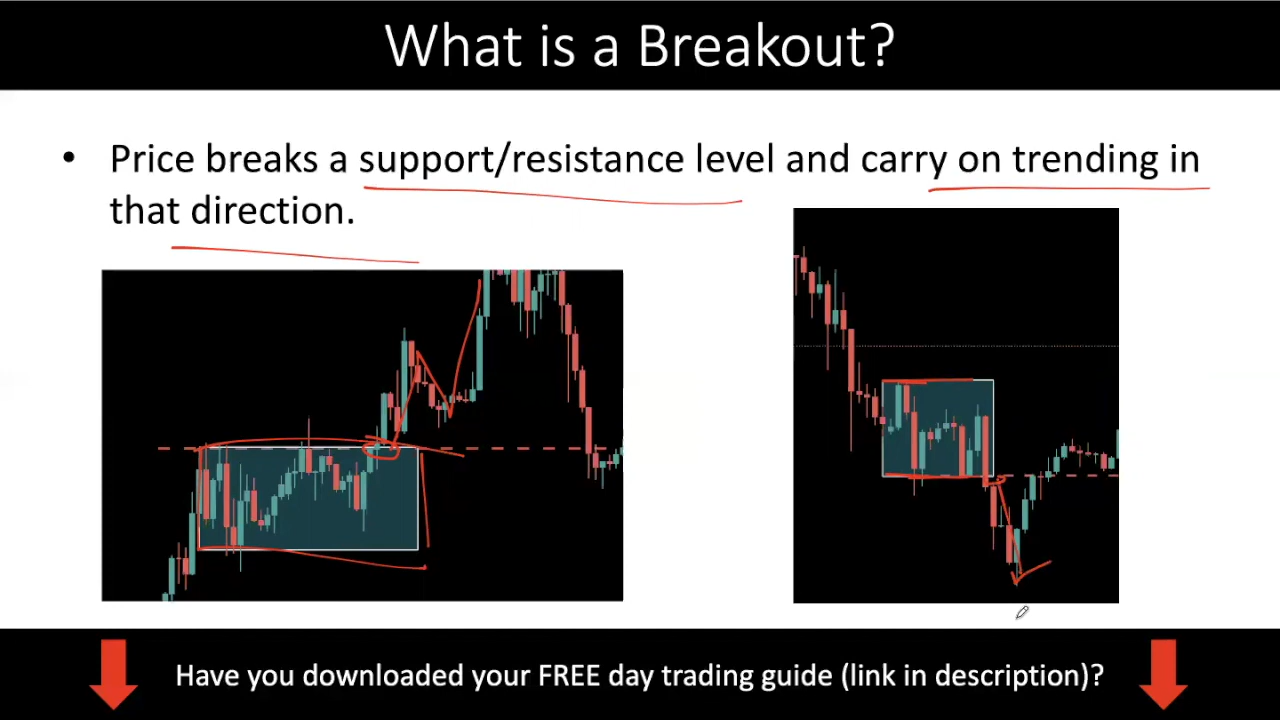 What is a Breakout?
• Price breaks a support/resistance level and carry on trending in
that direction.
Have you downloaded your FREE day trading guide (link in description)?